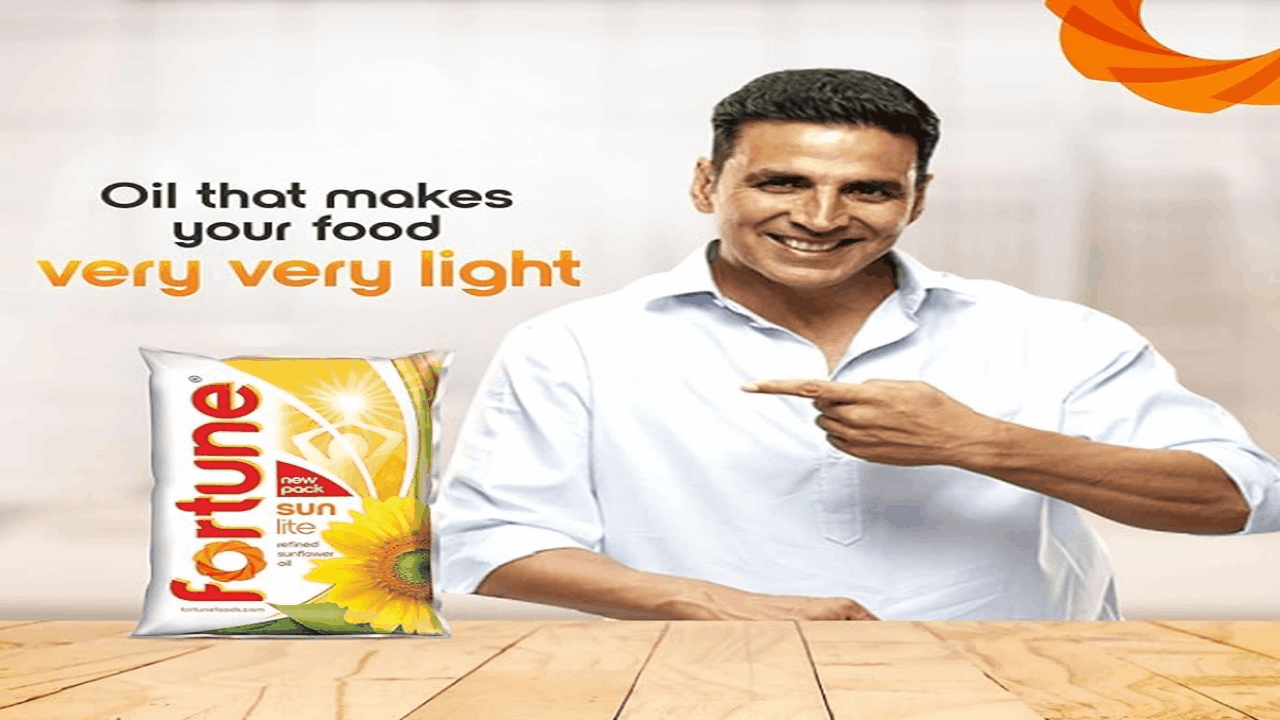 Oil that makes
your food
very very light
fortune®
new
pack
sun
lite
refined
sunflower
oil
fortunefoods.com